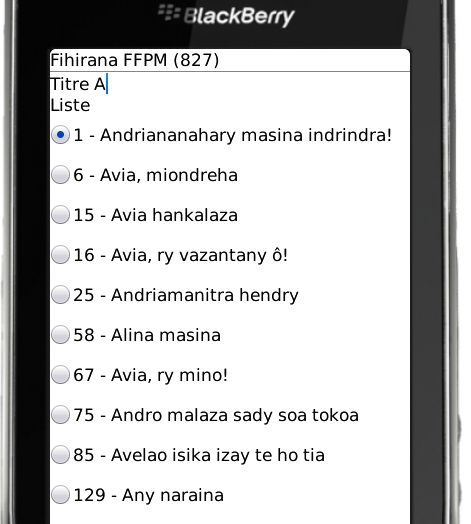 BlackBerry
Fihirana FFPM (827)
Titre A
Liste
1 - Andriananahary masina indrindra!
6 - Avia, miondreha
15 - Avia hankalaza
16 - Avia, ry vazantany ô!
25 - Andriamanitra hendry
58 - Alina masina
67 - Avia, ry mino!
75 - Andro malaza sady soa tokoa
85 - Avelao isika izay te ho tia
129 - Any naraina